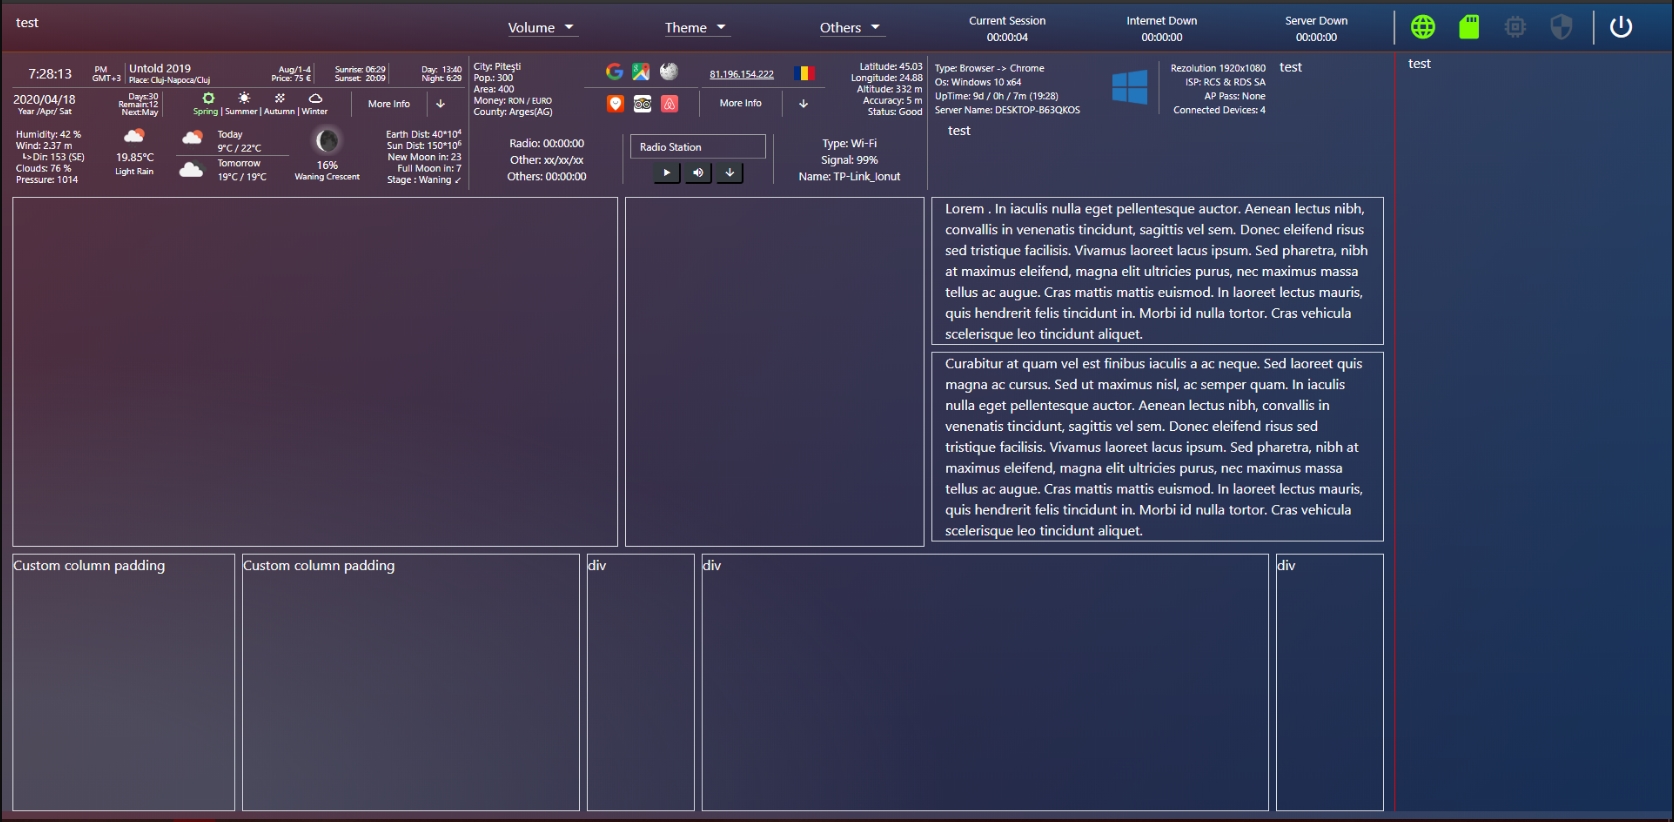 test
Volume
Theme
Others
Current Session
00:00:04
Internet Down
00:00:00
Server Down
00:00:00
7:28:13
PM
GMT+3
Untold 2019
Place: Cluj-Napoca/Cluj
Aug/1-4
Price: 75 €
Sunrise: 06:29
Sunset: 20:09
Day: 13:40
Night: 6:29
2020/04/18
Year /Apr/ Sat
Days:30
Remain:12
Next:May
Spring | Summer | Autumn | Winter
More Info
Humidity: 42 %
Wind: 2.37 m
↳Dir: 153 (SE)
Clouds: 76 %
Pressure: 1014
19.85°C
Light Rain
Today
9°C / 22°C
Tomorrow
19°C / 19°C
16%
Waning Crescent
Earth Dist: 40*10⁴
Sun Dist: 150*10⁶
New Moon in: 23
Full Moon in: 7
Stage : Waning ↙
City: Pitești
Pop.: 300
Area: 400
Money: RON / EURO
County: Arges(AG)
81.196.154.222
More Info
Latitude: 45.03
Longitude: 24.88
Altitude: 332 m
Accuracy: 5 m
Status: Good
Radio: 00:00:00
Other: xx/xx/xx
Others: 00:00:00
Radio Station
Type: Wi-Fi
Signal: 99%
Name: TP-Link_Ionut
Type: Browser -> Chrome
Os: Windows 10 x64
UpTime: 9d / 0h / 7m (19:28)
Server Name: DESKTOP-B63QKOS
Rezolution 1920x1080
ISP: RCS & RDS SA
AP Pass: None
Connected Devices: 4
test
test
test
Lorem . In iaculis nulla eget pellentesque auctor. Aenean lectus nibh,
convallis in venenatis tincidunt, sagittis vel sem. Donec eleifend risus
sed tristique facilisis. Vivamus laoreet lacus ipsum. Sed pharetra, nibh
at maximus eleifend, magna elit ultricies purus, nec maximus massa
tellus ac augue. Cras mattis mattis euismod. In laoreet lectus mauris,
quis hendrerit felis tincidunt in. Morbi id nulla tortor. Cras vehicula
scelerisque leo tincidunt aliquet.
Curabitur at quam vel est finibus iaculis a ac neque. Sed laoreet quis
magna ac cursus. Sed ut maximus nisl, ac semper quam. In iaculis
nulla eget pellentesque auctor. Aenean lectus nibh, convallis in
venenatis tincidunt, sagittis vel sem. Donec eleifend risus sed
tristique facilisis. Vivamus laoreet lacus ipsum. Sed pharetra, nibh at
maximus eleifend, magna elit ultricies purus, nec maximus massa
tellus ac augue. Cras mattis mattis euismod. In laoreet lectus mauris,
quis hendrerit felis tincidunt in. Morbi id nulla tortor. Cras vehicula
scelerisque leo tincidunt aliquet.
Custom column padding
Custom column padding
div
div
div